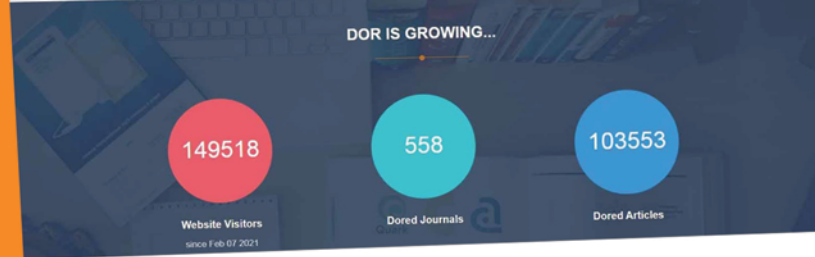 DOR IS GROWING...
149518
558
103553
Website Visitors
Dored Journals
Dored Articles
since Feb 07 2021